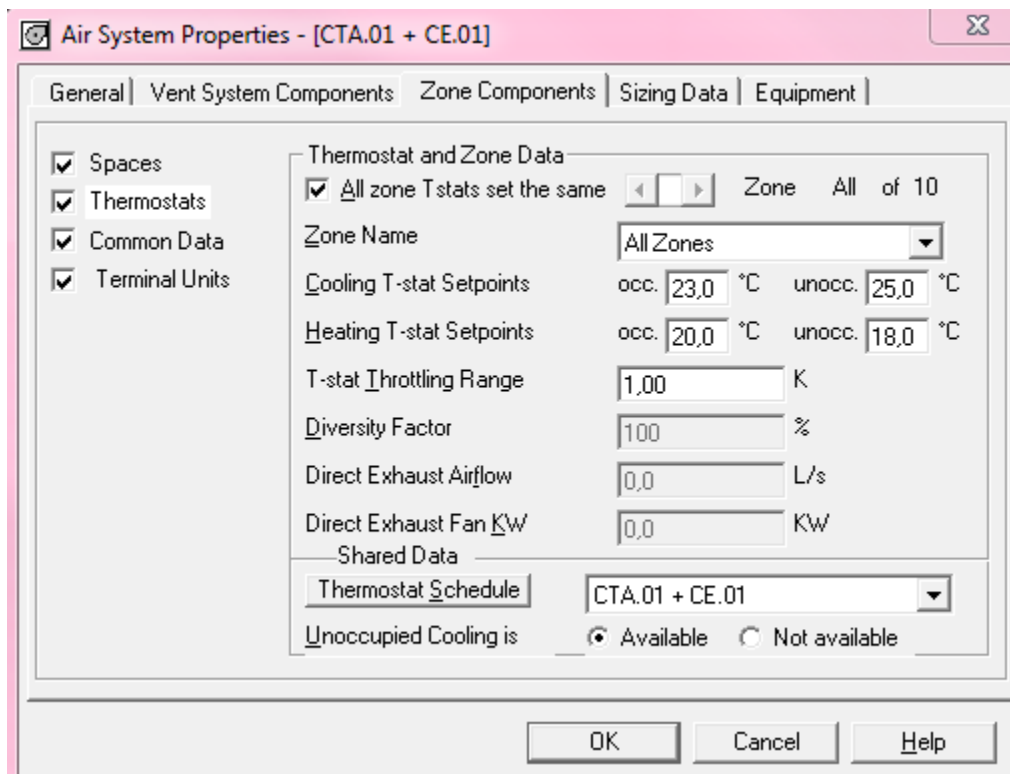 Air System Properties - [CTA.01 + CE.01]
General Vent System Components Zone Components Sizing Data Equipment
Spaces
Thermostats
Common Data
Terminal Units
Thermostat and Zone Data
All zone Tstats set the same Zone All of 10
Zone Name All Zones
Cooling T-stat Setpoints occ. 23,0 °C unocc. 25,0 °C
Heating T-stat Setpoints occ. 20,0 °C unocc. 18,0 °C
T-stat Throttling Range 1,00 K
Diversity Factor 100 %
Direct Exhaust Airflow 0,0 L/s
Direct Exhaust Fan KW 0,0 KW
Shared Data
Thermostat Schedule CTA.01 + CE.01
Unoccupied Cooling is Available Not available
OK Cancel Help